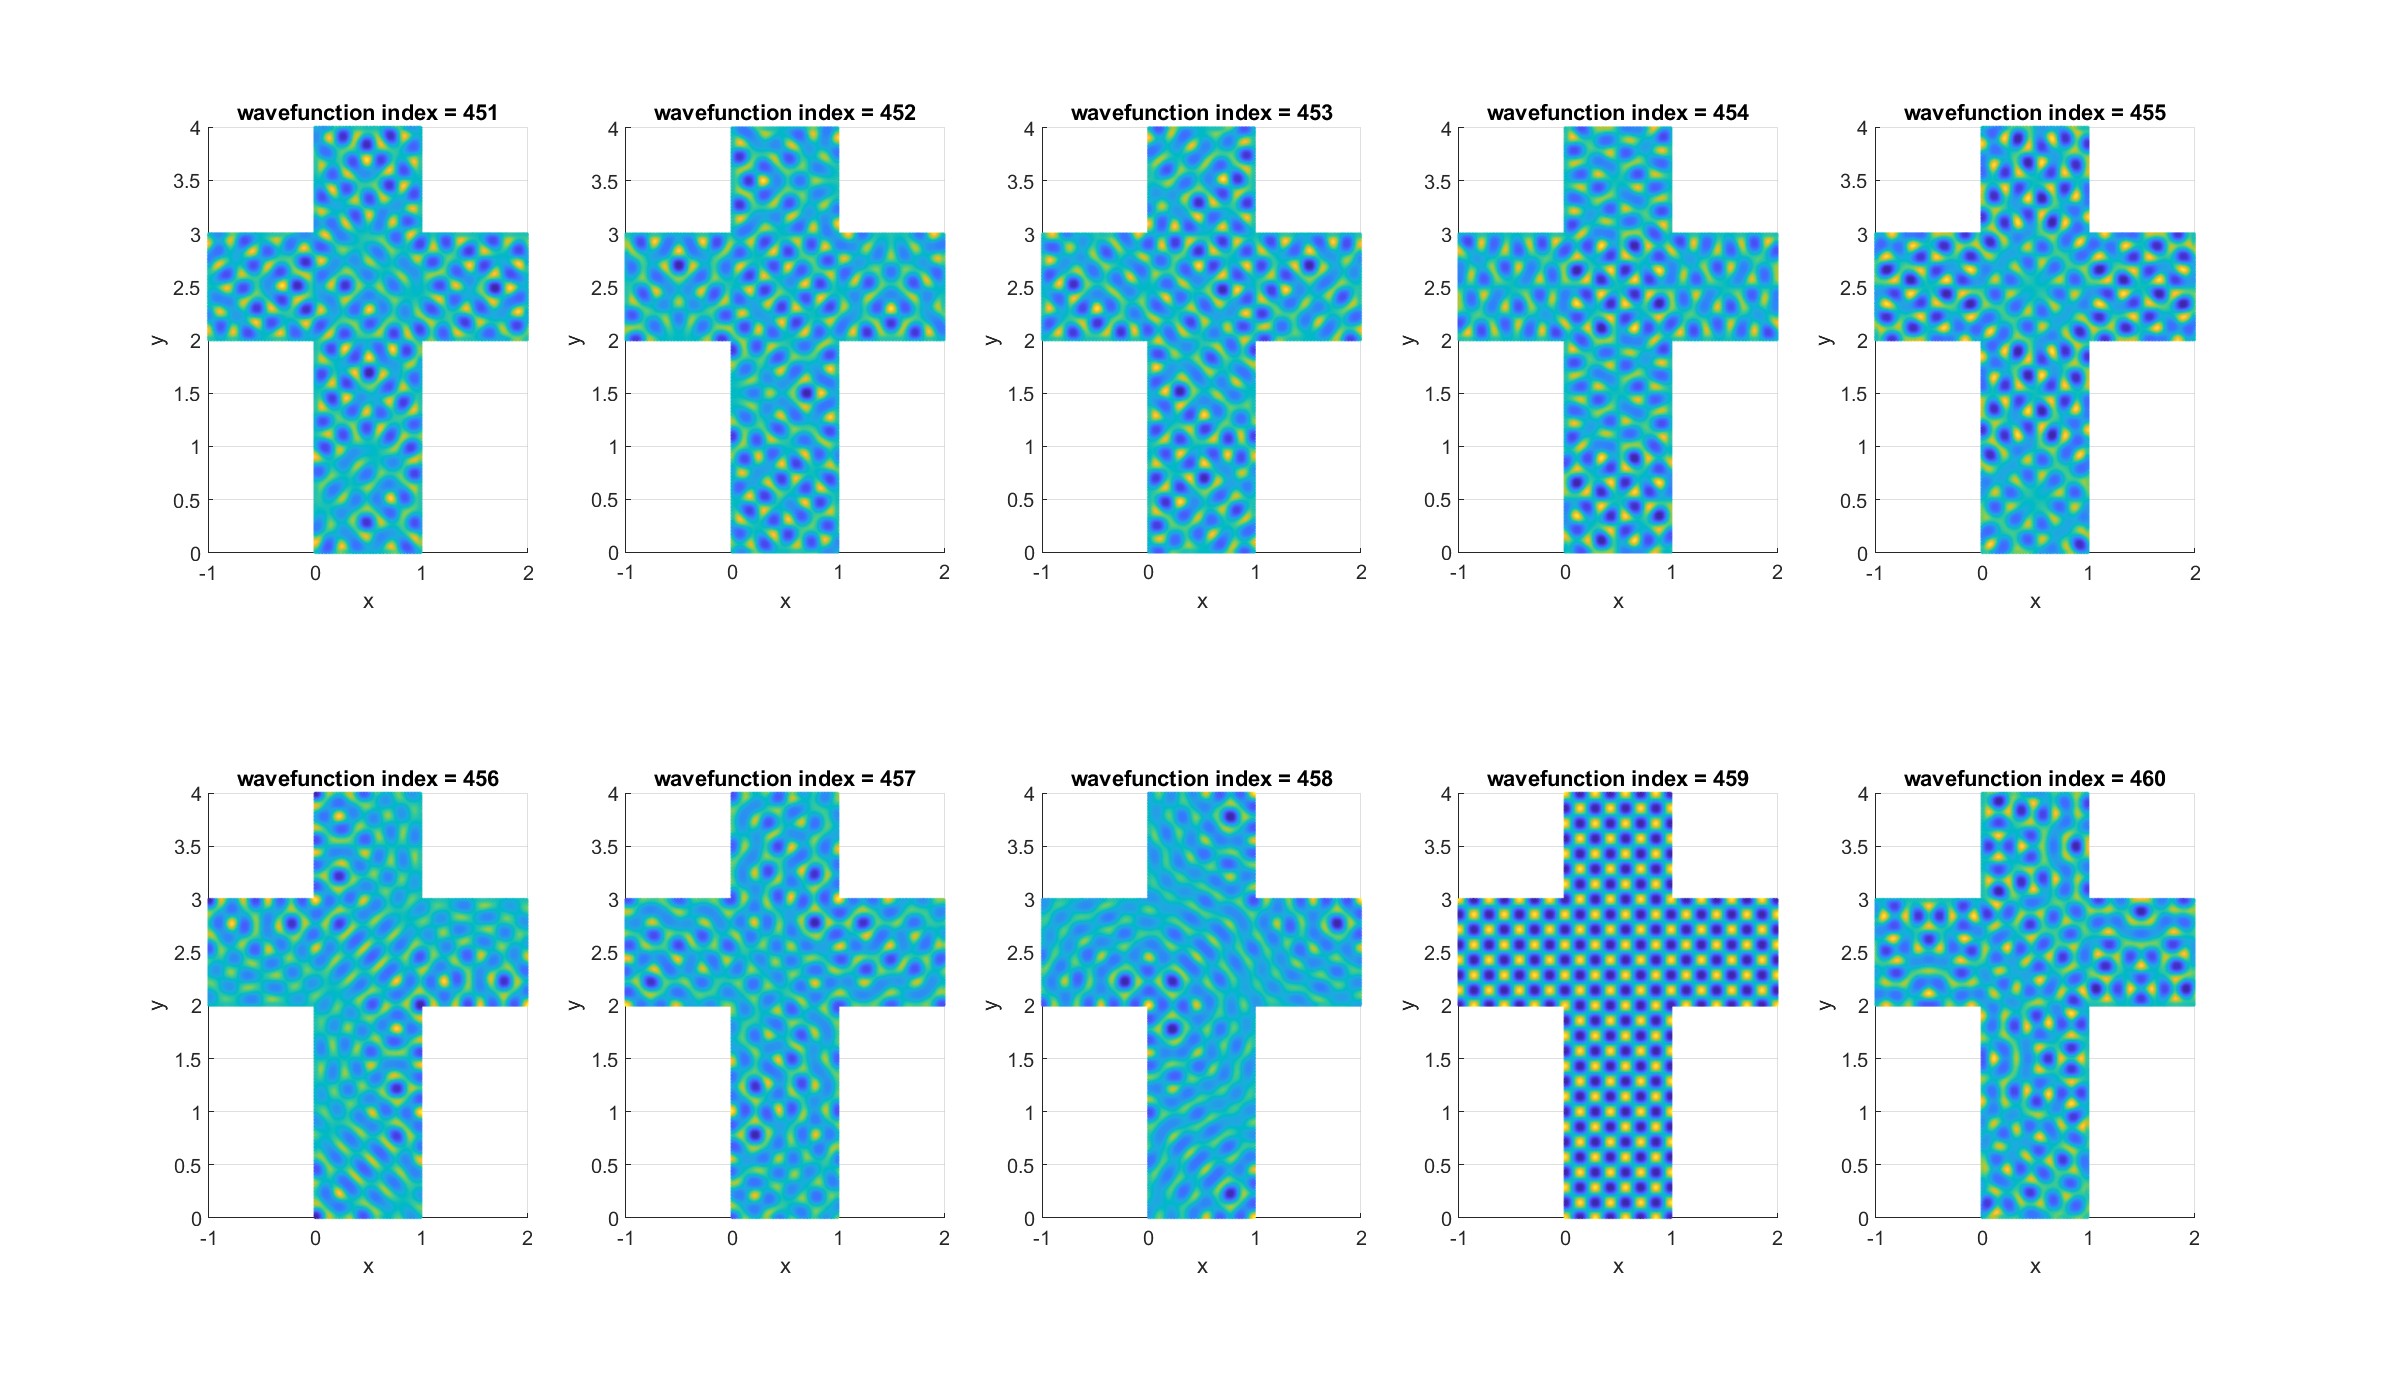 wavefunction index = 451
wavefunction index = 452
wavefunction index = 453
wavefunction index = 454
wavefunction index = 455
4 4 4 4 4
3.5 3.5 3.5 3.5 3.5
3 3 3 3 3
2.5 2.5 2.5 2.5 2.5
y y y y y
2 2 2 2 2
1.5 1.5 1.5 1.5 1.5
1 1 1 1 1
0.5 0.5 0.5 0.5 0.5
0 0 0 0 0
-1 0 1 2 -1 0 1 2 -1 0 1 2 -1 0 1 2 -1 0 1 2
x x x x x
wavefunction index = 456
wavefunction index = 457
wavefunction index = 458
wavefunction index = 459
wavefunction index = 460
4 4 4 4 4
3.5 3.5 3.5 3.5 3.5
3 3 3 3 3
2.5 2.5 2.5 2.5 2.5
y y y y y
2 2 2 2 2
1.5 1.5 1.5 1.5 1.5
1 1 1 1 1
0.5 0.5 0.5 0.5 0.5
0 0 0 0 0
-1 0 1 2 -1 0 1 2 -1 0 1 2 -1 0 1 2 -1 0 1 2
x x x x x